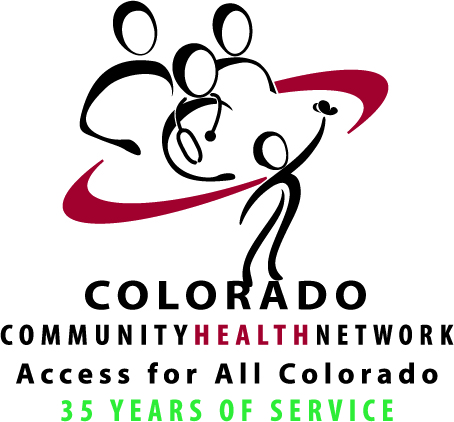 COLORADO
COMMUNITYHEALTHNETWORK
Access for All Colorado
35 YEARS OF SERVICE